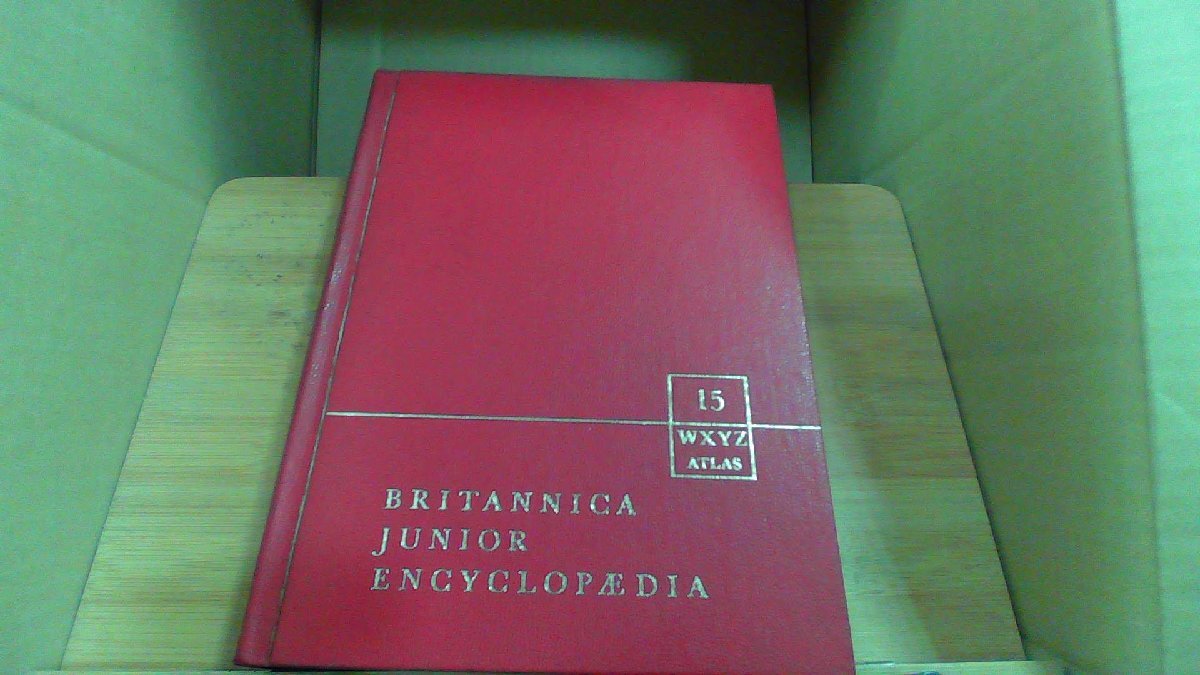 15
WXYZ
ATLAS
BRITANNICA
JUNIOR
ENCYCLOPÆDIA